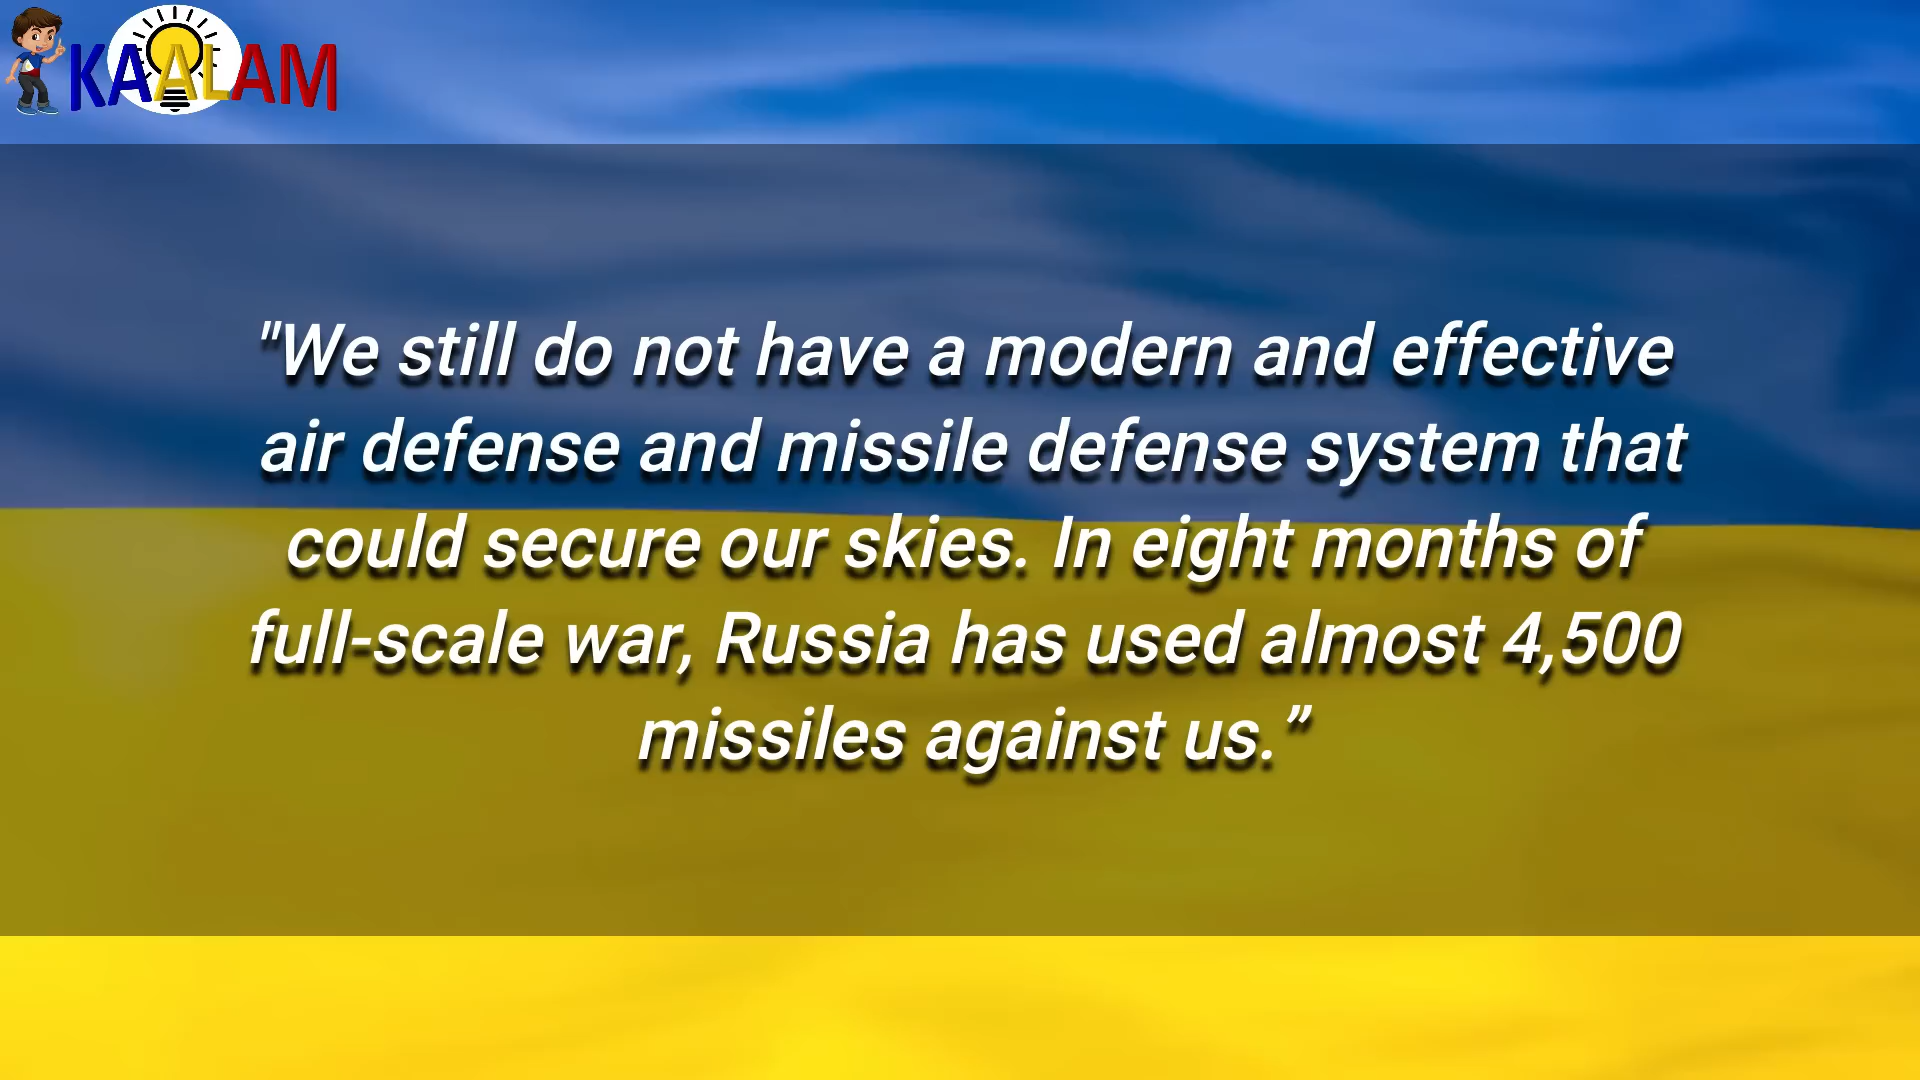 KAALAM
"We still do not have a modern and effective
air defense and missile defense system that
could secure our skies. In eight months of
full-scale war, Russia has used almost 4,500
missiles against us.”